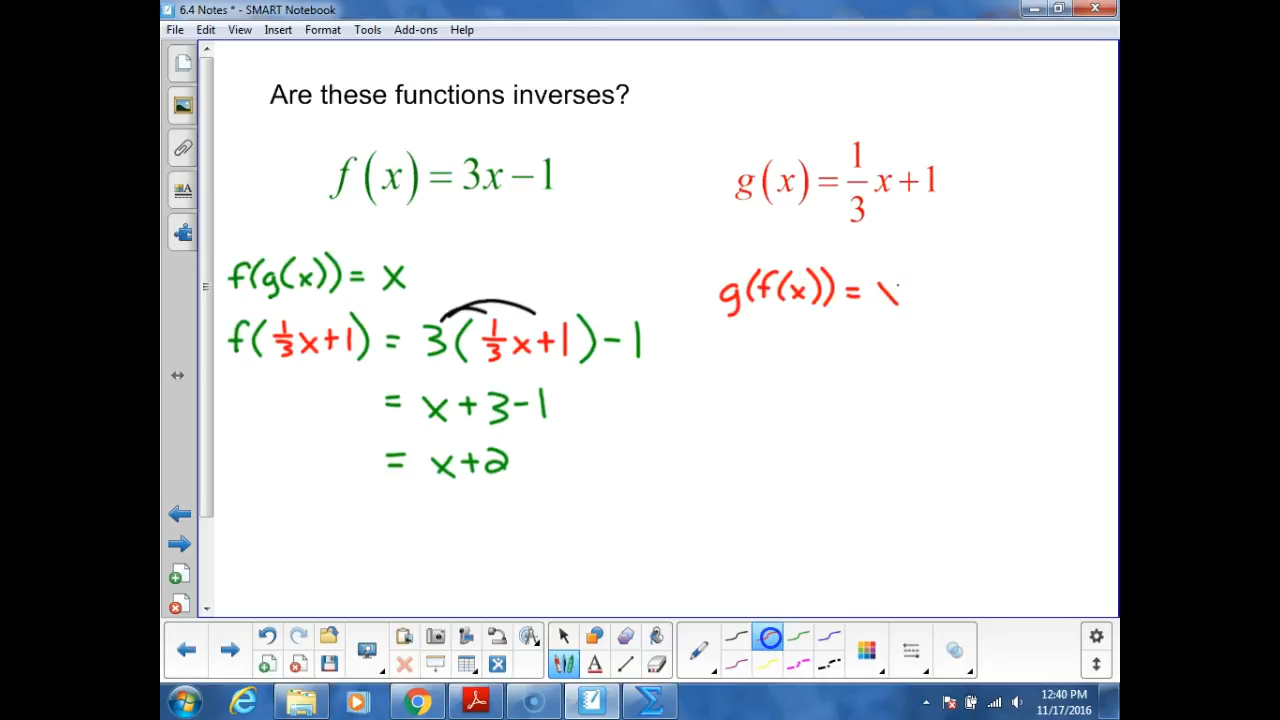 6.4 Notes * - SMART Notebook
File Edit View Insert Format Tools Add-ons Help
Are these functions inverses?
f(x) = 3x − 1
g(x) = 1/3 x + 1
f(g(x)) = x
g(f(x)) =
f(1/3 x + 1) = 3(1/3 x + 1) − 1
= x + 3 − 1
= x + 2
12:40 PM
11/17/2016